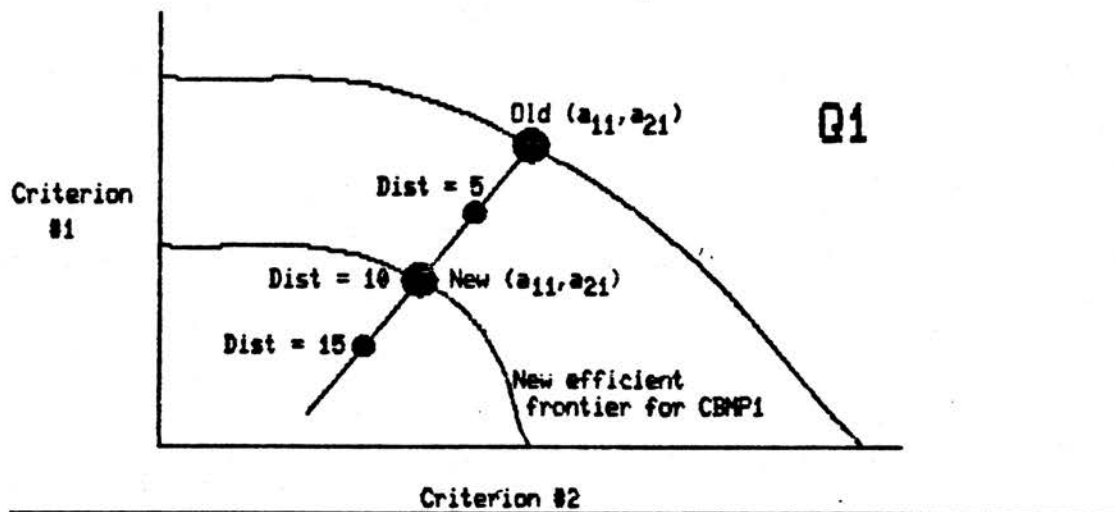 Old (a11,a21)
Q1
Dist = 5
Criterion
#1
Dist = 10
New (a11,a21)
Dist = 15
New efficient
frontier for CBMP1
Criterion #2